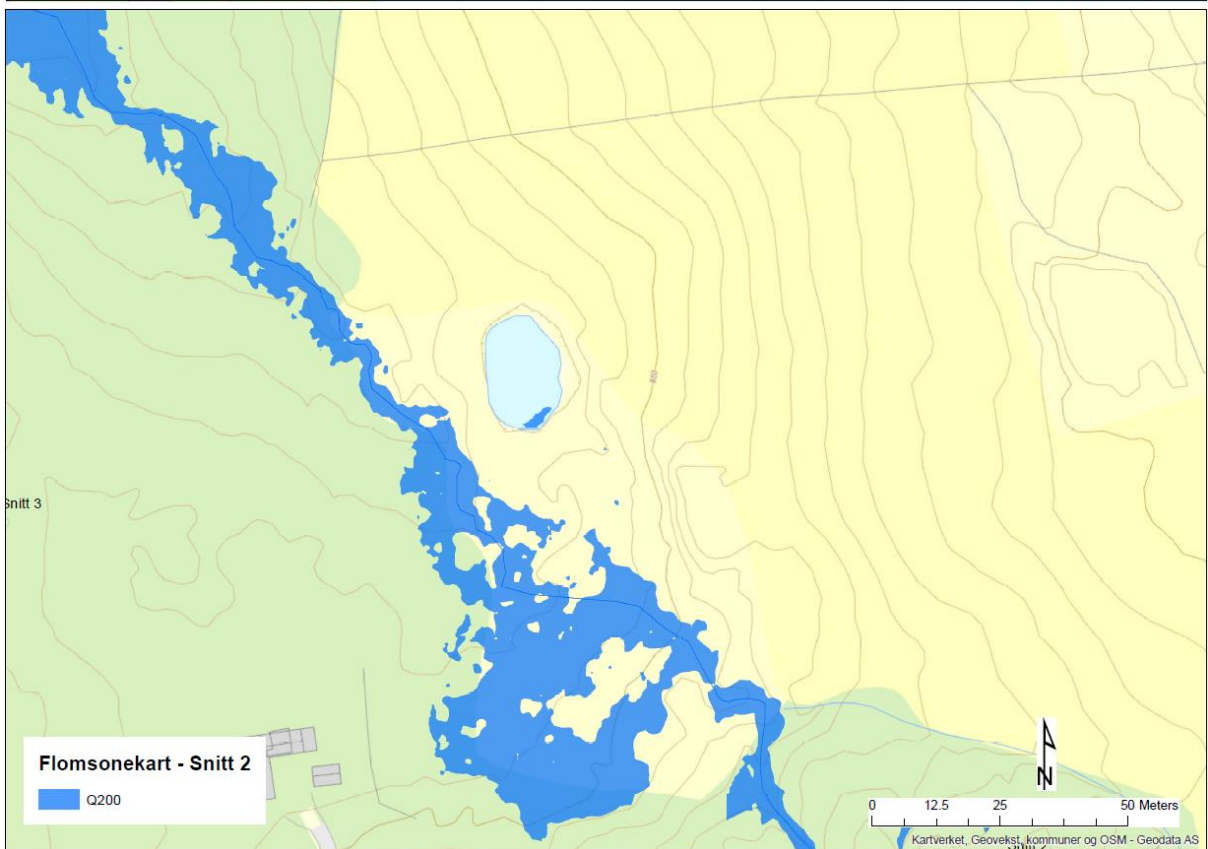 850
Snitt 3
Flomsonekart - Snitt 2
Q200
N
0 12.5 25 50 Meters
Kartverket, Geovekst, kommuner og OSM - Geodata AS